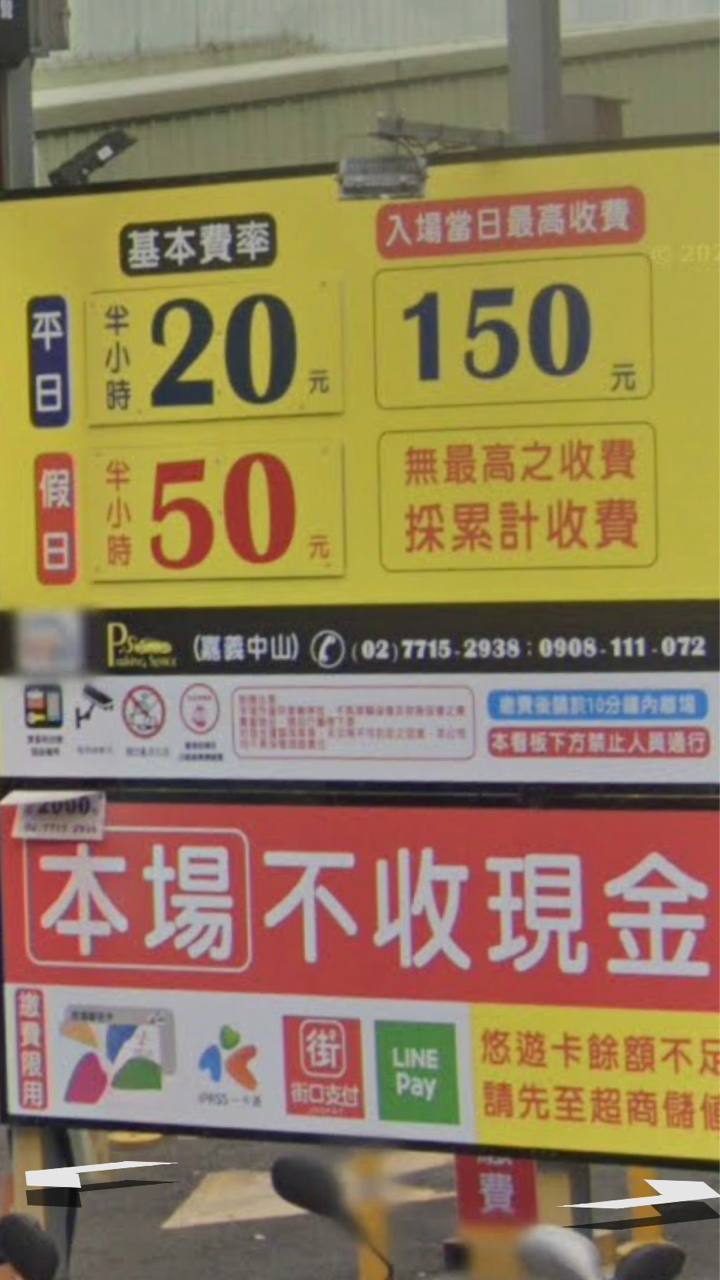 基本費率
入場當日最高收費
平日
半小時 20 元
150 元
假日
半小時 50 元
無最高之收費
採累計收費
(嘉義中山) (02)7715-2938 : 0908-111-072
繳費後請於10分鐘內離場
本看板下方禁止人員通行
本場不收現金
繳費限用
街
街口支付
LINE Pay
悠遊卡餘額不足
請先至超商儲值
費